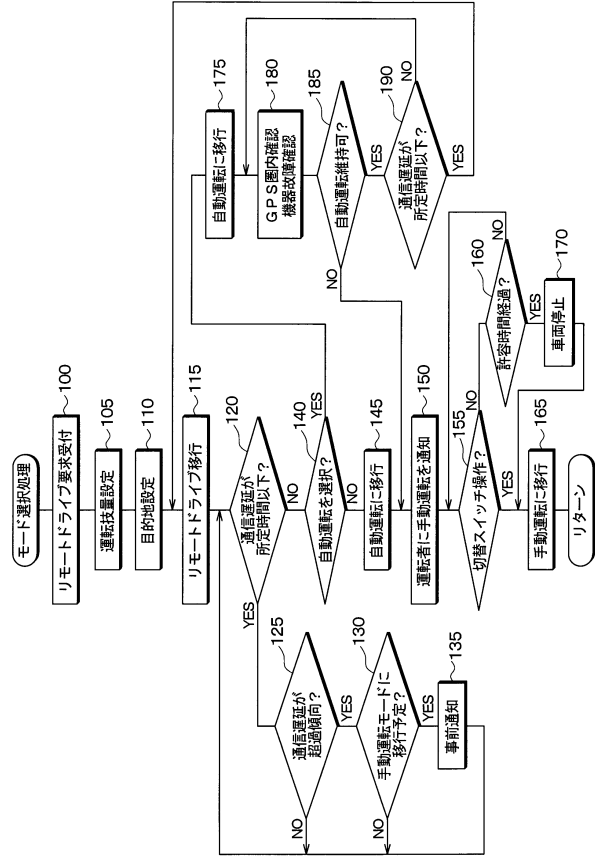 モード選択処理
リモートドライブ要求受付
100
運転技量設定
105
目的地設定
110
リモートドライブ移行
115
通信遅延が
所定時間以下？
120
YES
NO
通信遅延が
超過傾向？
125
NO
YES
手動運転モードに
移行予定？
130
NO
YES
事前通知
135
自動運転を選択？
140
YES
NO
自動運転に移行
145
運転者に手動運転を通知
150
切替スイッチ操作？
155
NO
YES
許容時間経過？
160
NO
YES
手動運転に移行
165
車両停止
170
リターン
自動運転に移行
175
ＧＰＳ圏内確認
機器故障確認
180
自動運転維持可？
185
NO
YES
通信遅延が
所定時間以下？
190
NO
YES